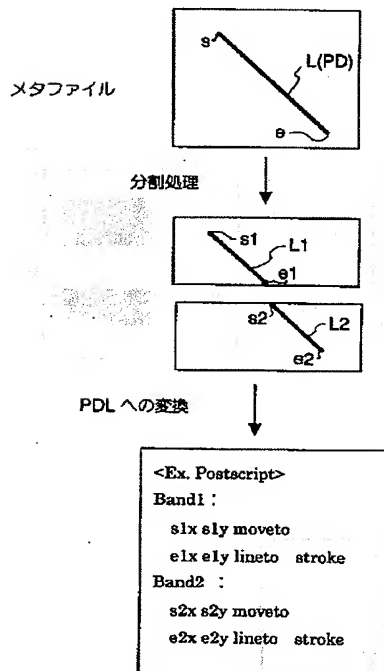 s
L(PD)
メタファイル
e
分割処理
s1
L1
e1
s2
L2
e2
PDL への変換
<Ex. Postscript>
Band1 :
s1x s1y moveto
e1x e1y lineto stroke
Band2 :
s2x s2y moveto
e2x e2y lineto stroke